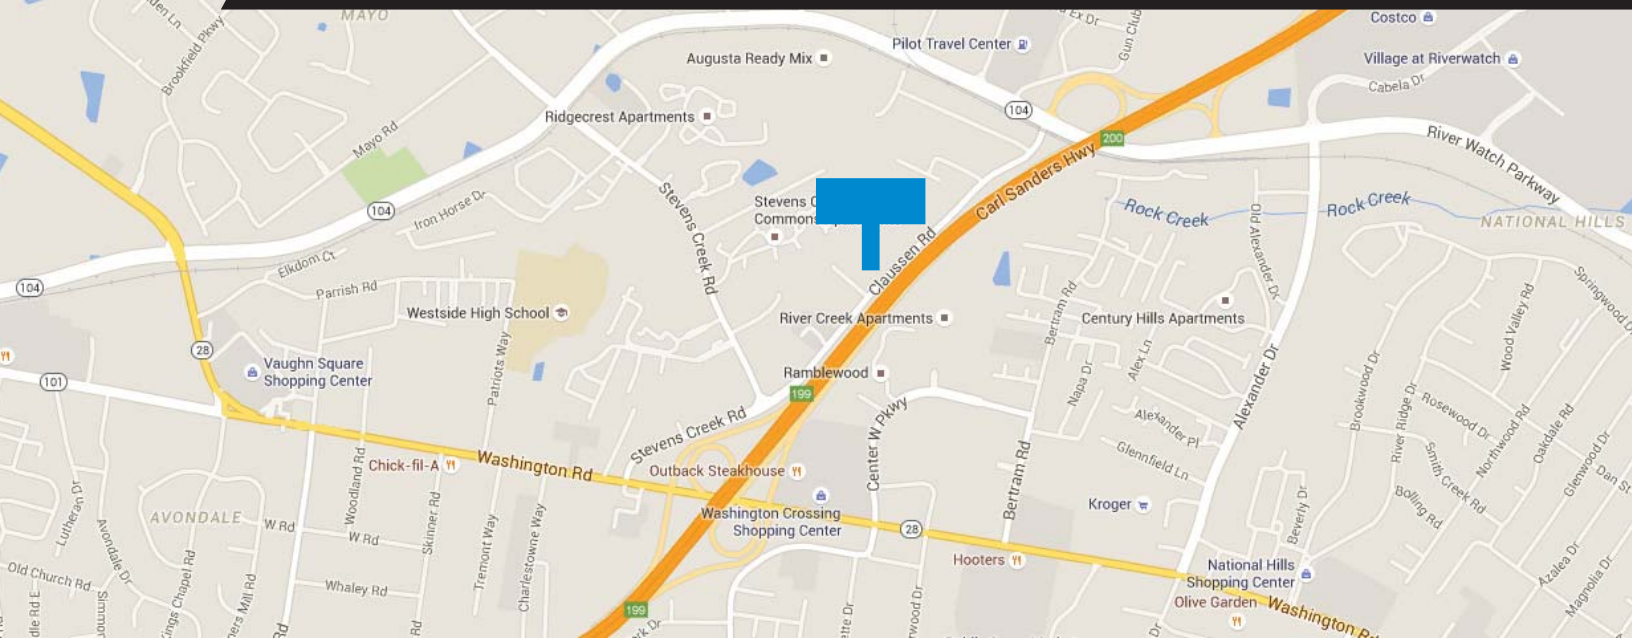 MAYO
Brookfield Pkwy
Ex Dr
Gun Club
Costco
Pilot Travel Center
Augusta Ready Mix
Village at Riverwatch
Cabela Dr
104
Ridgecrest Apartments
200
Mayo Rd
River Watch Parkway
Carl Sanders Hwy
Stevens Creek Rd
104
Iron Horse Dr
Stevens C
Commons
Rock Creek
Rock Creek
Old Alexander Dr
NATIONAL HILLS
Claussen Rd
Elkdom Ct
104
Parrish Rd
Springwood D
Westside High School
River Creek Apartments
Bertram Rd
Century Hills Apartments
Wood Valley Rd
28
Vaughn Square
Shopping Center
Patriots Way
Ramblewood
Alex Ln
Napa Dr
Alexander Dr
Brookwood Dr
101
199
River Ridge Dr
Rosewood Dr
Northwood Rd
Oakdale Rd
Stevens Creek Rd
Center W Pkwy
Alexander Pl
Glennfield Ln
Glenwood Dr
Chick-fil-A
Washington Rd
Outback Steakhouse
Bertram Rd
Smith Creek Rd
Dan St
Bolling Rd
Lutheran Dr
Woodland Rd
Skinner Rd
Washington Crossing
Shopping Center
Kroger
Beverly Dr
AVONDALE
Avondale Dr
W Rd
W Rd
Tremont Way
Charlestowne Way
28
Hooters
National Hills
Shopping Center
Azalea Dr
Magnolia Dr
Old Church Rd
Whaley Rd
Olive Garden
Washington Rd
199